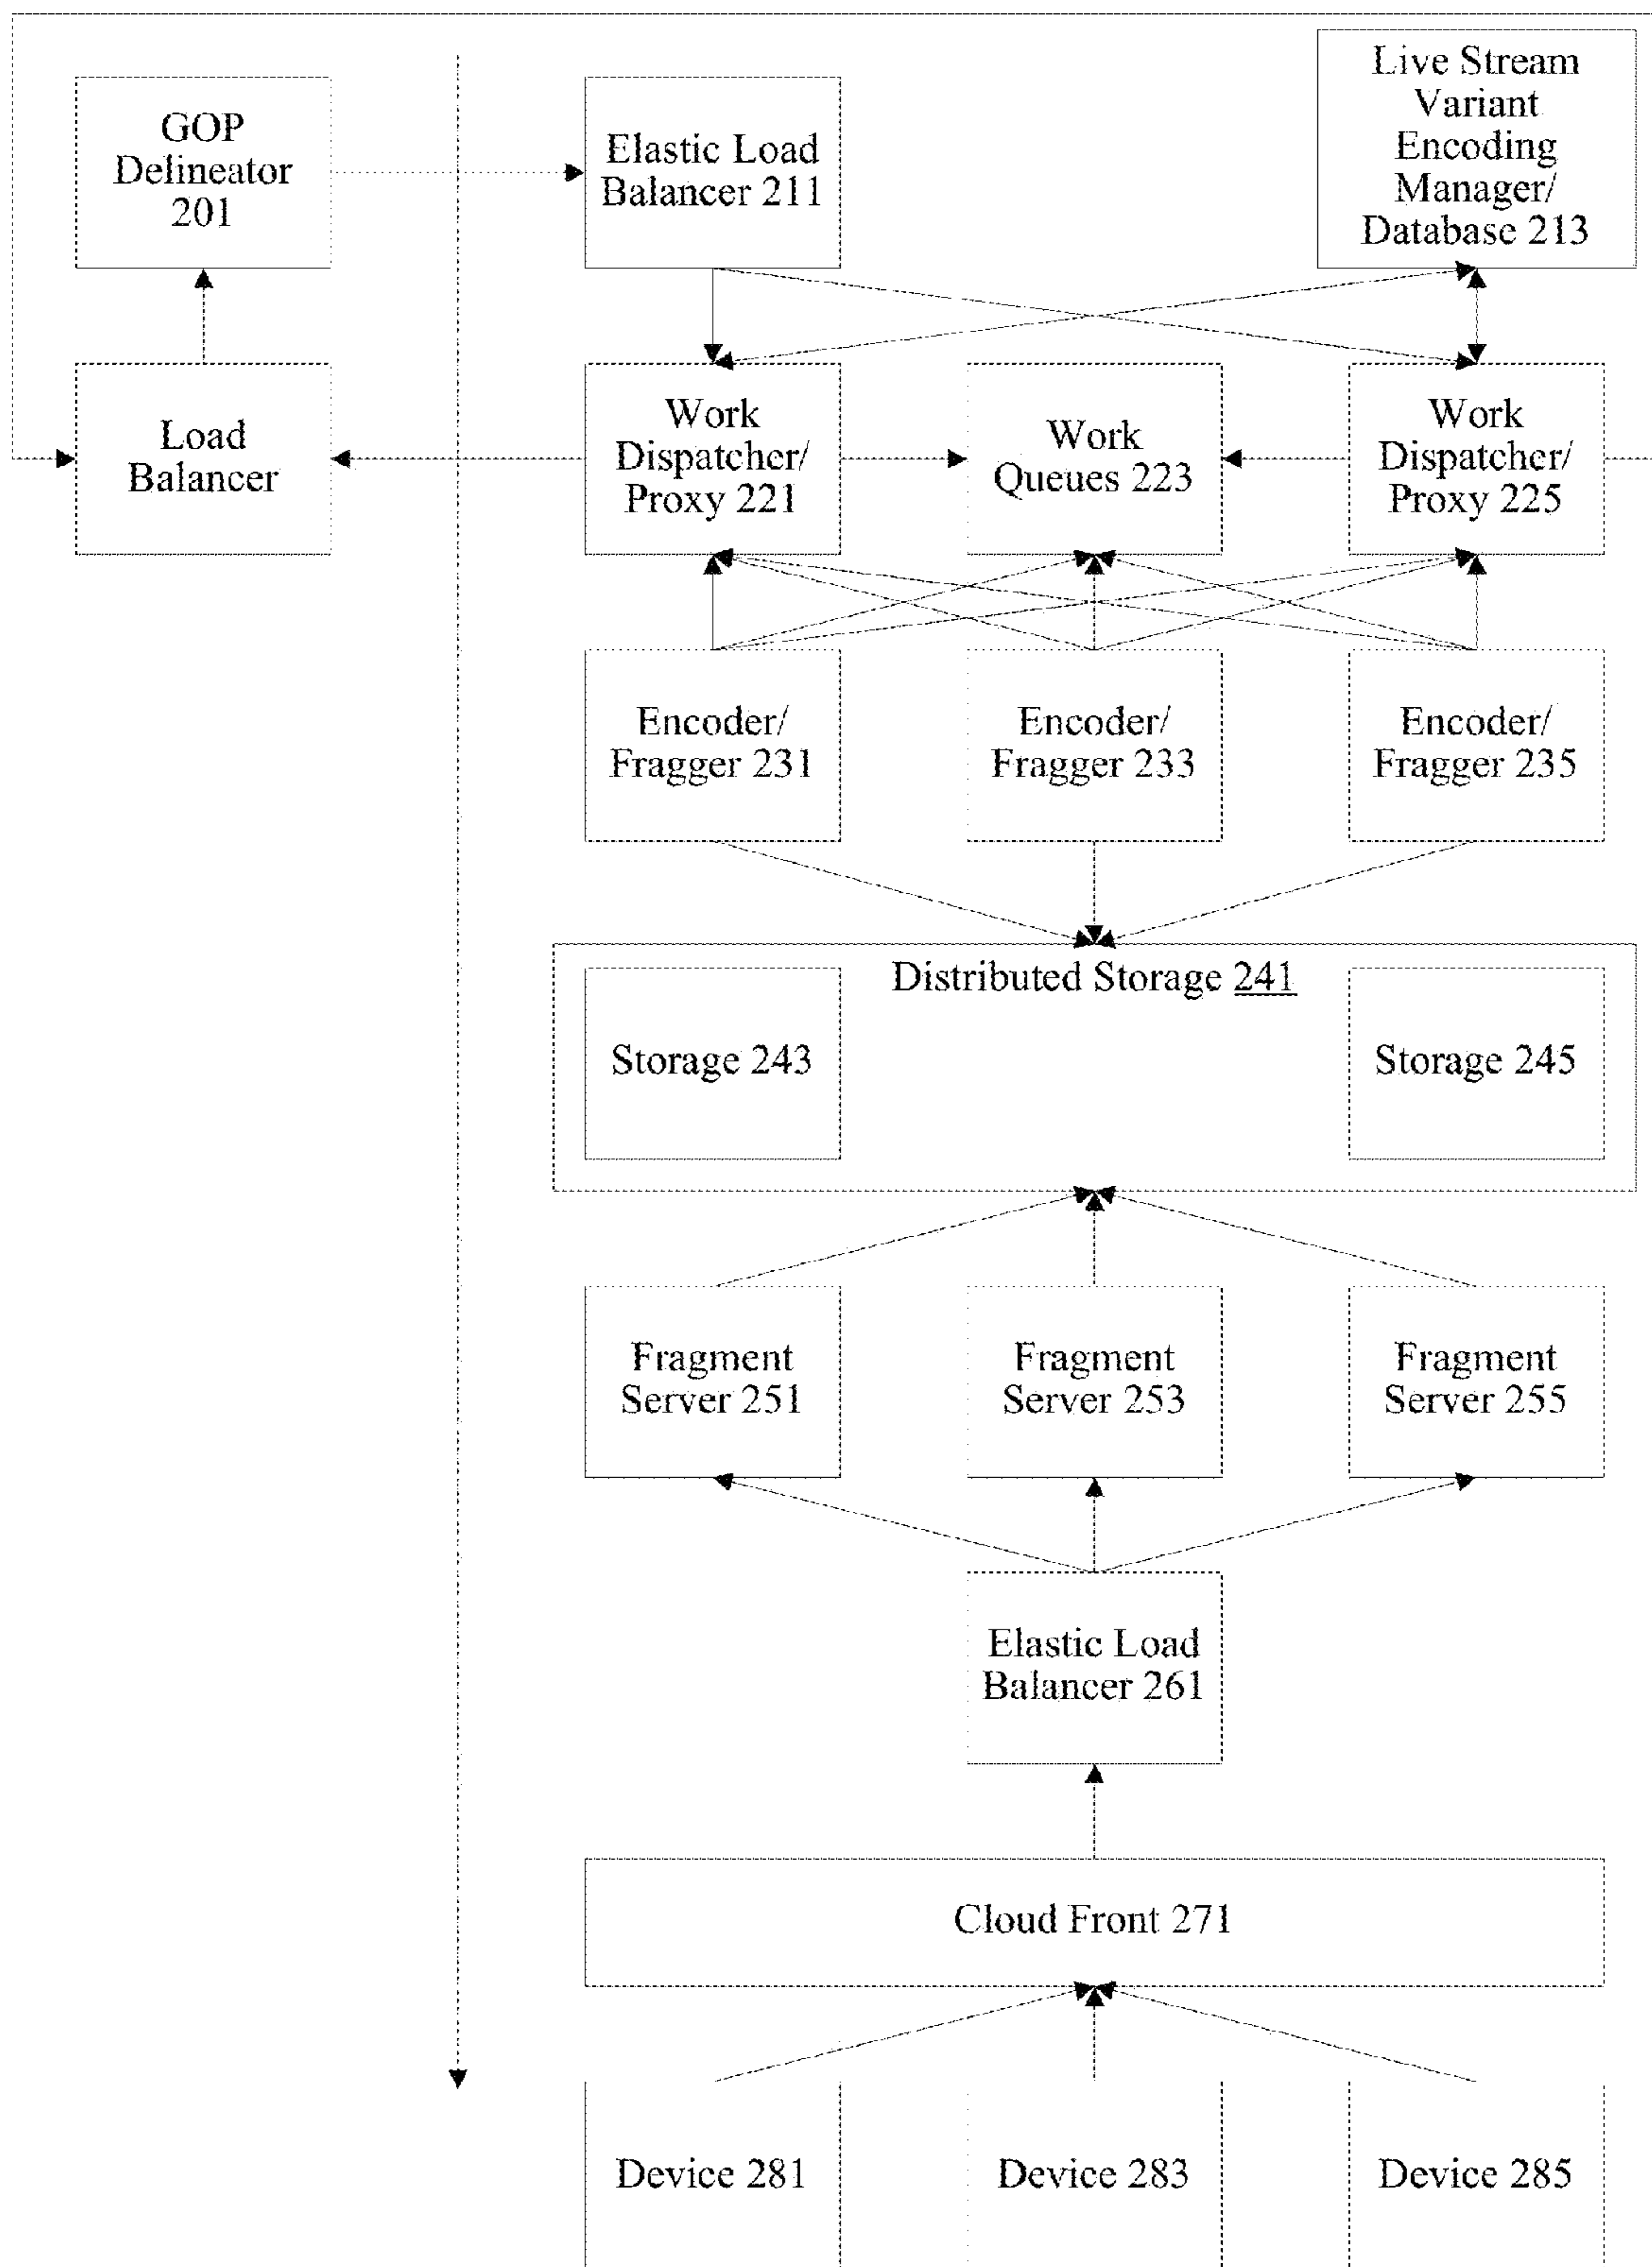 GOP
Delineator
201
Elastic Load
Balancer 211
Live Stream
Variant
Encoding
Manager/
Database 213
Load
Balancer
Work
Dispatcher/
Proxy 221
Work
Queues 223
Work
Dispatcher/
Proxy 225
Encoder/
Fragger 231
Encoder/
Fragger 233
Encoder/
Fragger 235
Distributed Storage 241
Storage 243
Storage 245
Fragment
Server 251
Fragment
Server 253
Fragment
Server 255
Elastic Load
Balancer 261
Cloud Front 271
Device 281
Device 283
Device 285